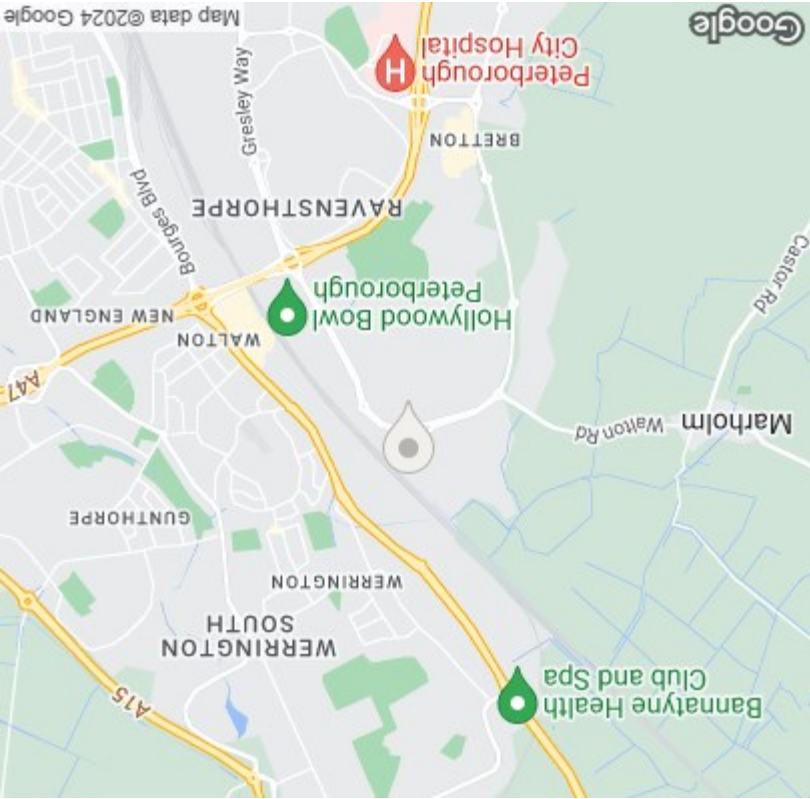 Bannatyne Health
Club and Spa
A15
WERRINGTON
SOUTH
WERRINGTON
GUNTHORPE
Marholm
Walton Rd
A47
WALTON
Hollywood Bowl
Peterborough
NEW ENGLAND
Castor Rd
Bourges Blvd
RAVENSTHORPE
BRETTON
Gresley Way
Peterborough
City Hospital
H
Google
Map data ©2024 Google